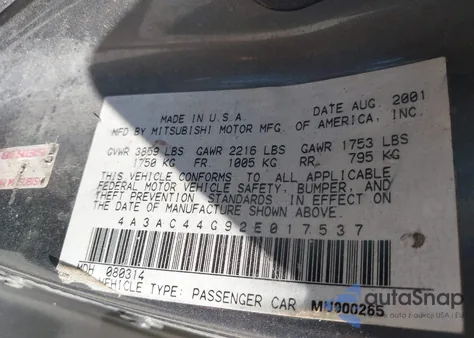 MADE IN U.S.A. DATE AUG. 2001
MFD BY MITSUBISHI MOTOR MFG. OF AMERICA, INC.
GVWR 3859 LBS GAWR 2216 LBS GAWR 1753 LBS
1750 KG FR. 1005 KG RR. 795 KG
THIS VEHICLE CONFORMS TO ALL APPLICABLE
FEDERAL MOTOR VEHICLE SAFETY, BUMPER, AND
THEFT PREVENTION STANDARDS IN EFFECT ON
THE DATE OF MANUFACTURE SHOWN ABOVE.
4A3AC44G92E017537
MDH 080314
VEHICLE TYPE: PASSENGER CAR MU000265
autoSnap